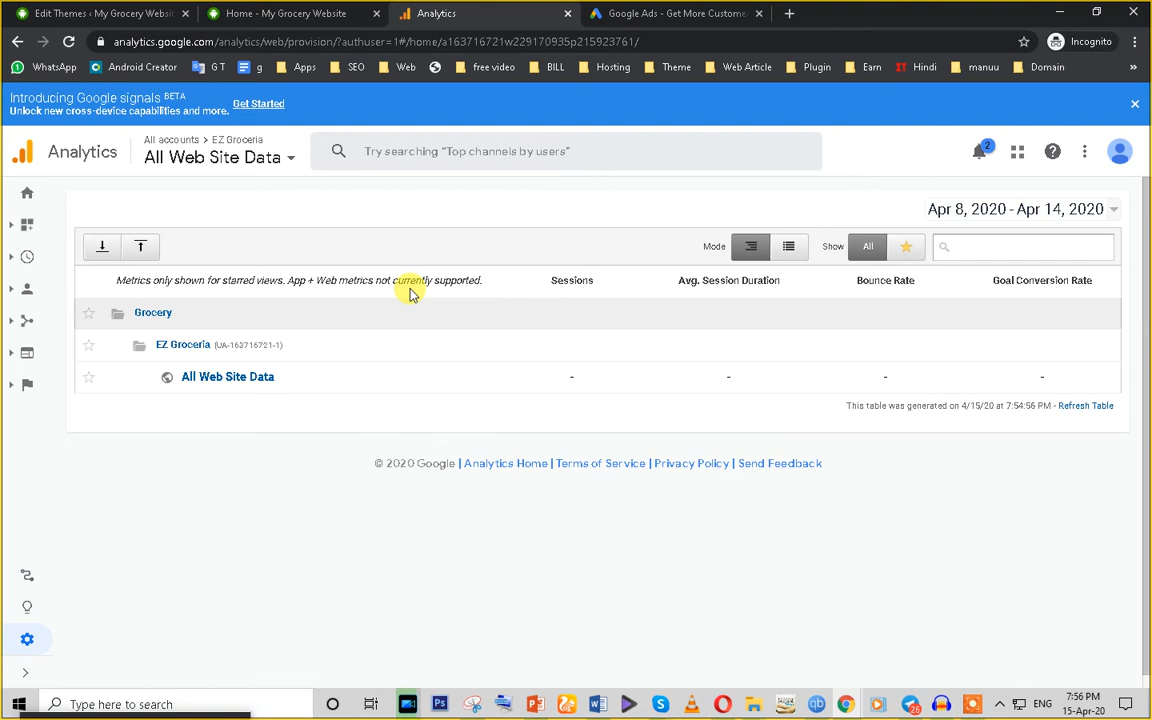 Edit Themes ‹ My Grocery Websit
Home - My Grocery Website
Analytics
Google Ads - Get More Custome
analytics.google.com/analytics/web/provision/?authuser=1#/home/a163716721w229170935p215923761/
Incognito
WhatsApp
Android Creator
G T
g
Apps
SEO
Web
free video
BILL
Hosting
Theme
Web Article
Plugin
Earn
Hindi
manuu
Domain
»
Introducing Google signals BETA
Unlock new cross-device capabilities and more.
Get Started
Analytics
All accounts > EZ Groceria
All Web Site Data
Try searching "Top channels by users"
2
Apr 8, 2020 - Apr 14, 2020
Mode
Show
All
Metrics only shown for starred views. App + Web metrics not currently supported.
Sessions
Avg. Session Duration
Bounce Rate
Goal Conversion Rate
Grocery
EZ Groceria (UA-163716721-1)
All Web Site Data
-
-
-
-
This table was generated on 4/15/20 at 7:54:56 PM - Refresh Table
© 2020 Google | Analytics Home | Terms of Service | Privacy Policy | Send Feedback
Type here to search
26
ENG
7:56 PM
15-Apr-20